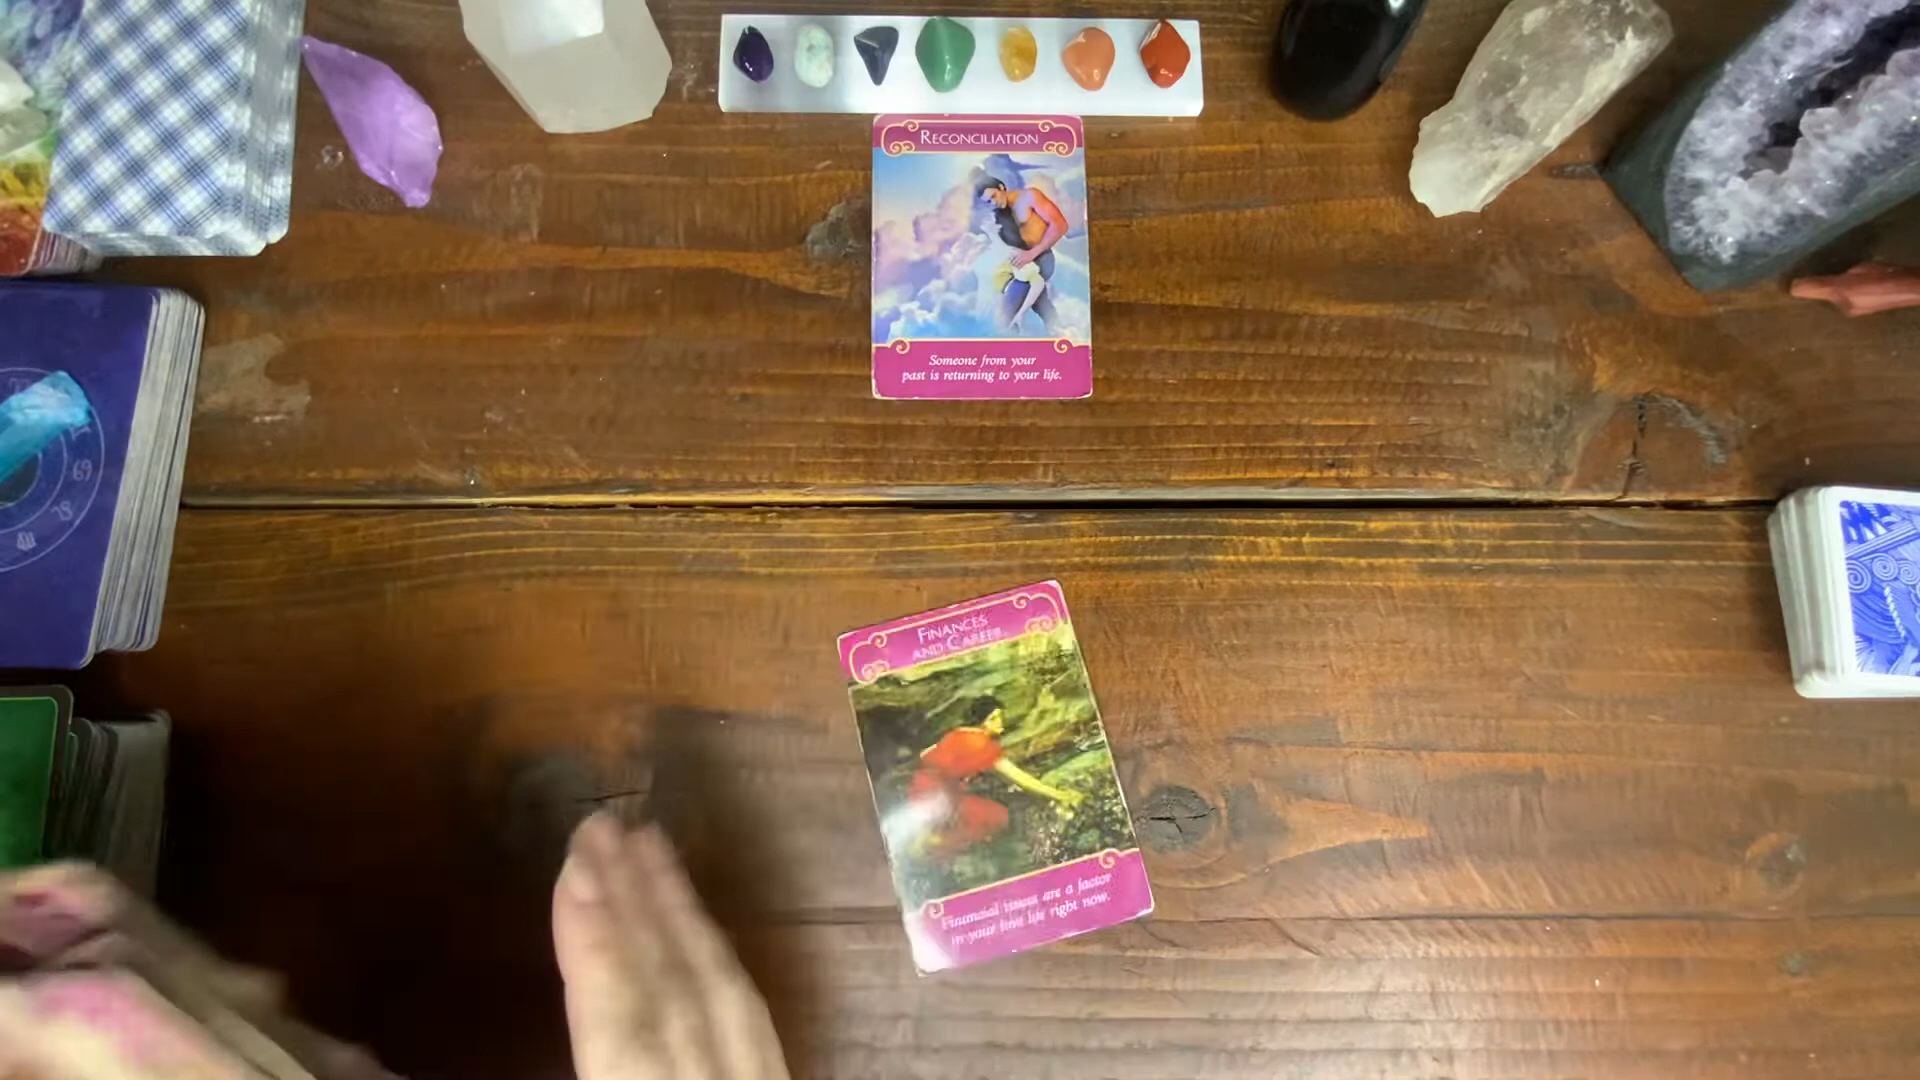 RECONCILIATION
Someone from your
past is returning to your life.
69
FINANCES
AND CAREER
Financial issues are a factor
in your love life right now.